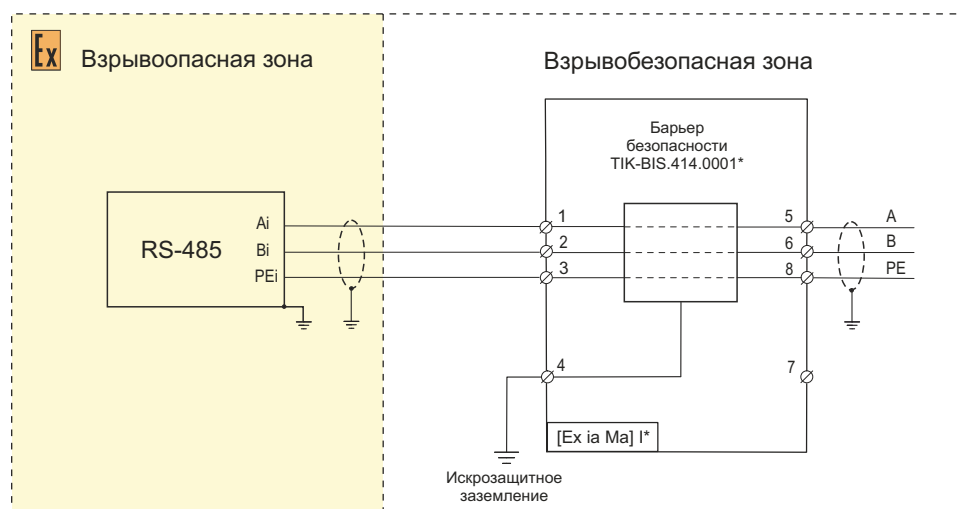 Ex Взрывоопасная зона
Взрывобезопасная зона
Барьер
безопасности
TIK-BIS.414.0001*
RS-485
Ai
Bi
PEi
1
2
3
4
5
6
8
7
A
B
PE
[Ex ia Ma] I*
Искрозащитное
заземление